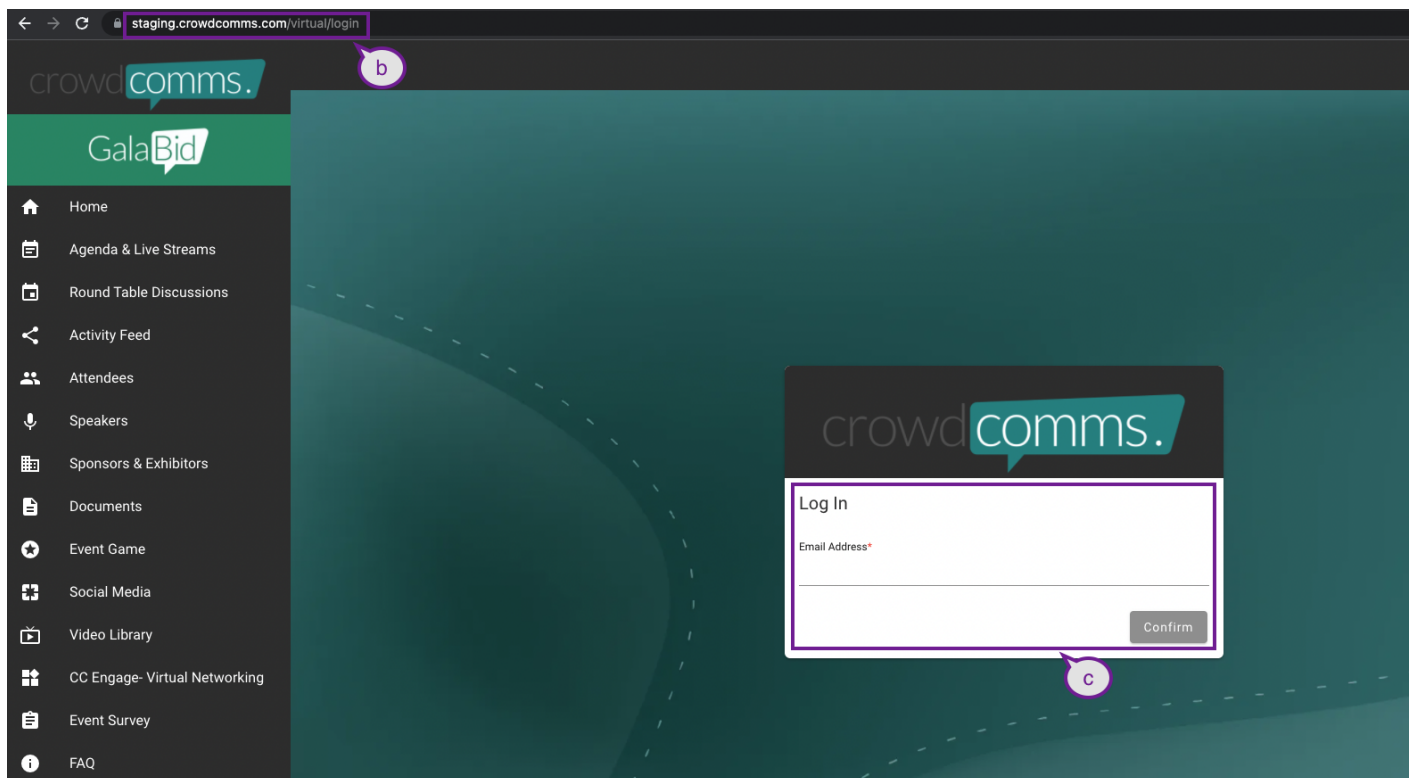 staging.crowdcomms.com/virtual/login
b
crowdcomms.
GalaBid
Home
Agenda & Live Streams
Round Table Discussions
Activity Feed
Attendees
Speakers
Sponsors & Exhibitors
Documents
Event Game
Social Media
Video Library
CC Engage- Virtual Networking
Event Survey
FAQ
crowdcomms.
Log In
Email Address*
Confirm
c